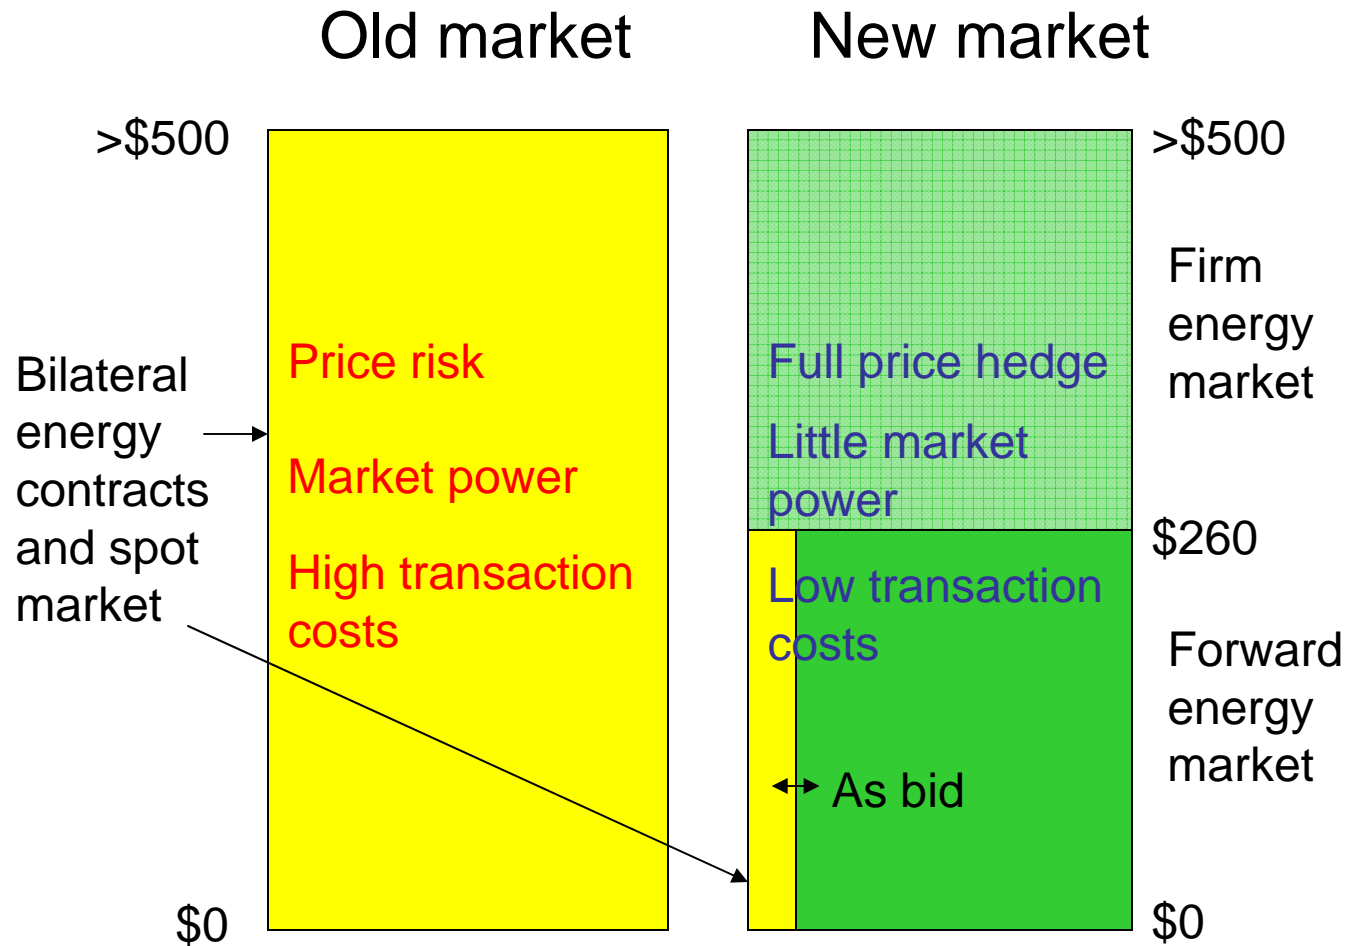 Old market
New market
>$500
>$500
Bilateral
energy
contracts
and spot
market
Price risk
Market power
High transaction
costs
Full price hedge
Little market
power
Low transaction
costs
As bid
Firm
energy
market
$260
Forward
energy
market
$0
$0